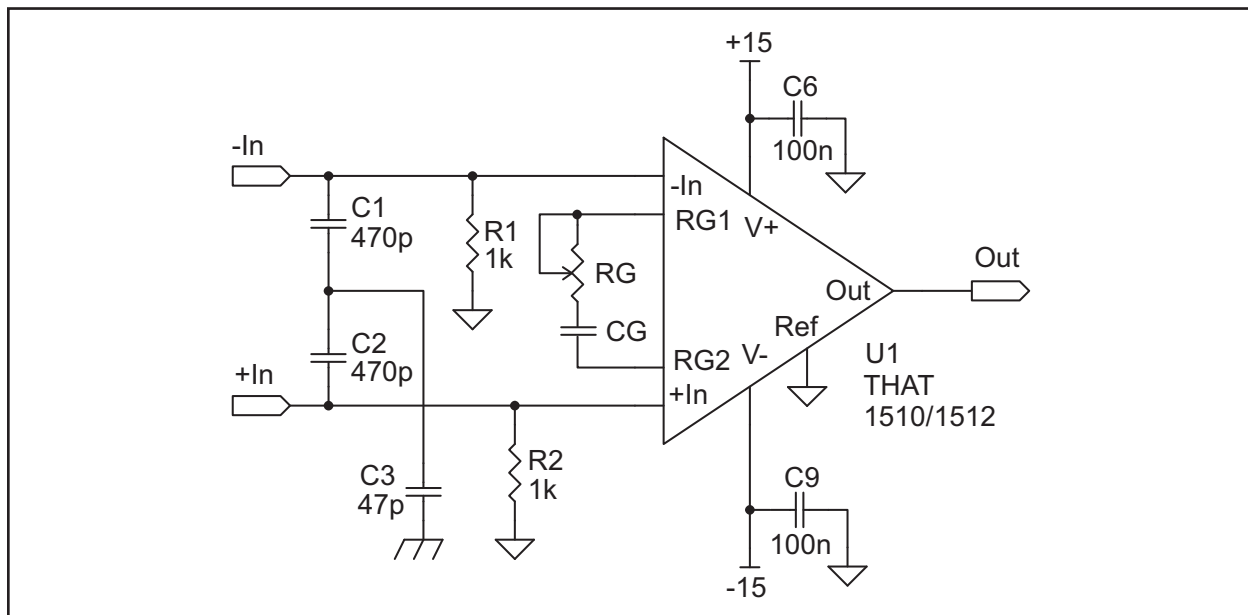 +15
C6
100n
-In
C1
470p
R1
1k
-In
RG1
V+
RG
CG
Out
Out
Ref
C2
470p
+In
RG2
V-
+In
U1
THAT
1510/1512
C3
47p
R2
1k
C9
100n
-15